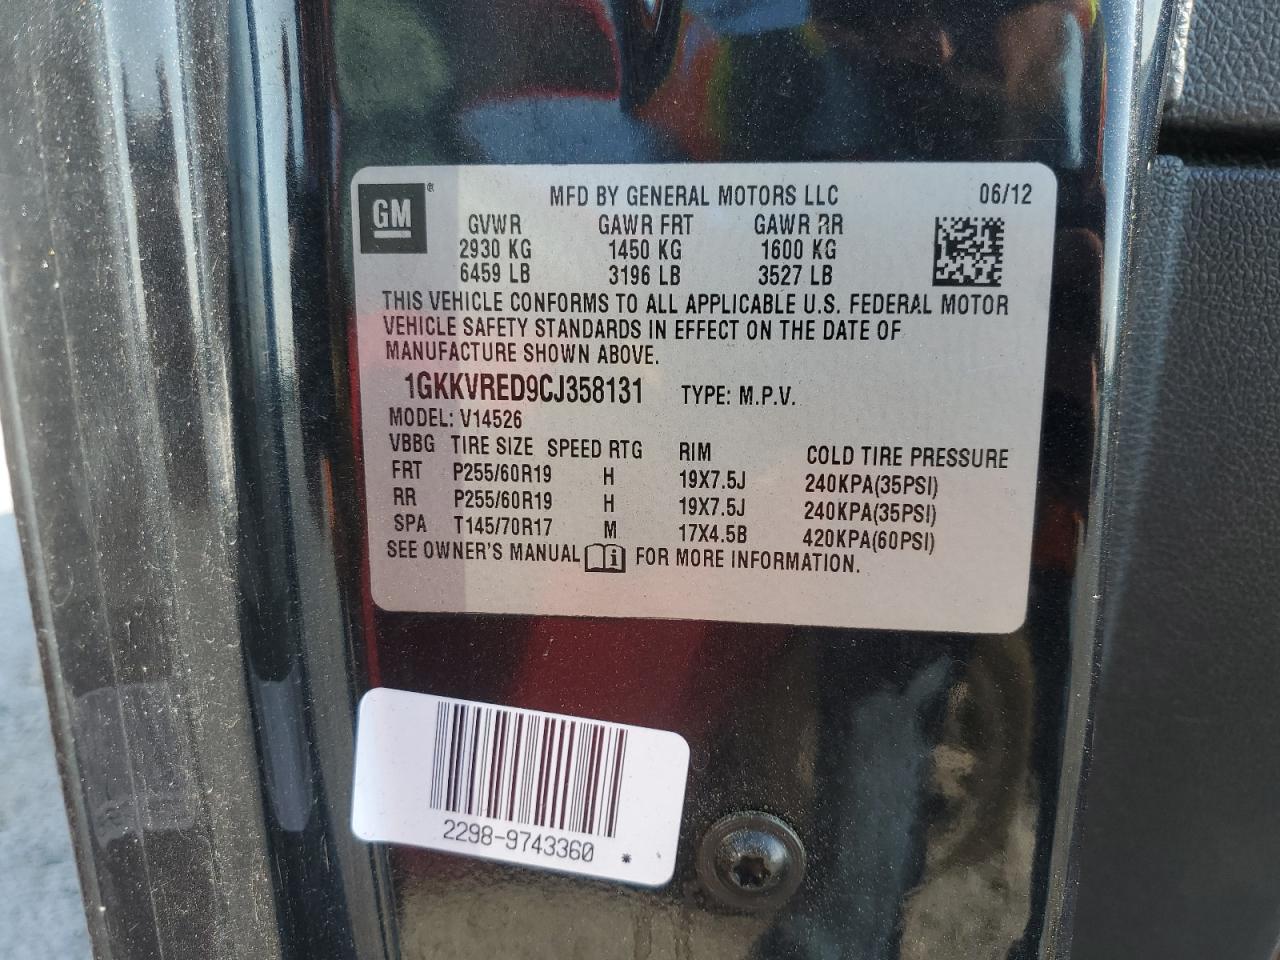 GM ® MFD BY GENERAL MOTORS LLC 06/12
GVWR GAWR FRT GAWR RR
2930 KG 1450 KG 1600 KG
6459 LB 3196 LB 3527 LB
THIS VEHICLE CONFORMS TO ALL APPLICABLE U.S. FEDERAL MOTOR
VEHICLE SAFETY STANDARDS IN EFFECT ON THE DATE OF
MANUFACTURE SHOWN ABOVE.
1GKKVRED9CJ358131 TYPE: M.P.V.
MODEL: V14526
VBBG TIRE SIZE SPEED RTG RIM COLD TIRE PRESSURE
FRT P255/60R19 H 19X7.5J 240KPA(35PSI)
RR P255/60R19 H 19X7.5J 240KPA(35PSI)
SPA T145/70R17 M 17X4.5B 420KPA(60PSI)
SEE OWNER'S MANUAL i FOR MORE INFORMATION.
2298-9743360 *